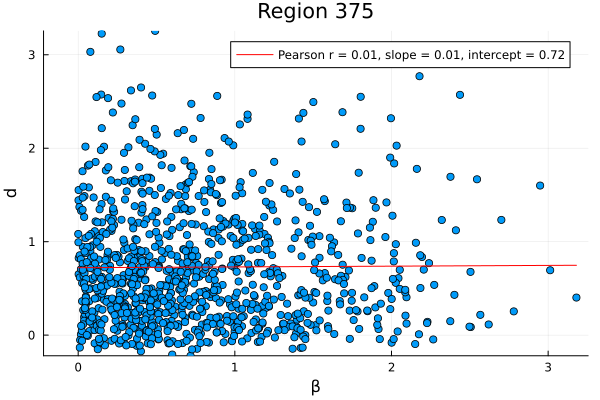 Region 375
Pearson r = 0.01, slope = 0.01, intercept = 0.72
3
2
1
0
d
0 1 2 3
β